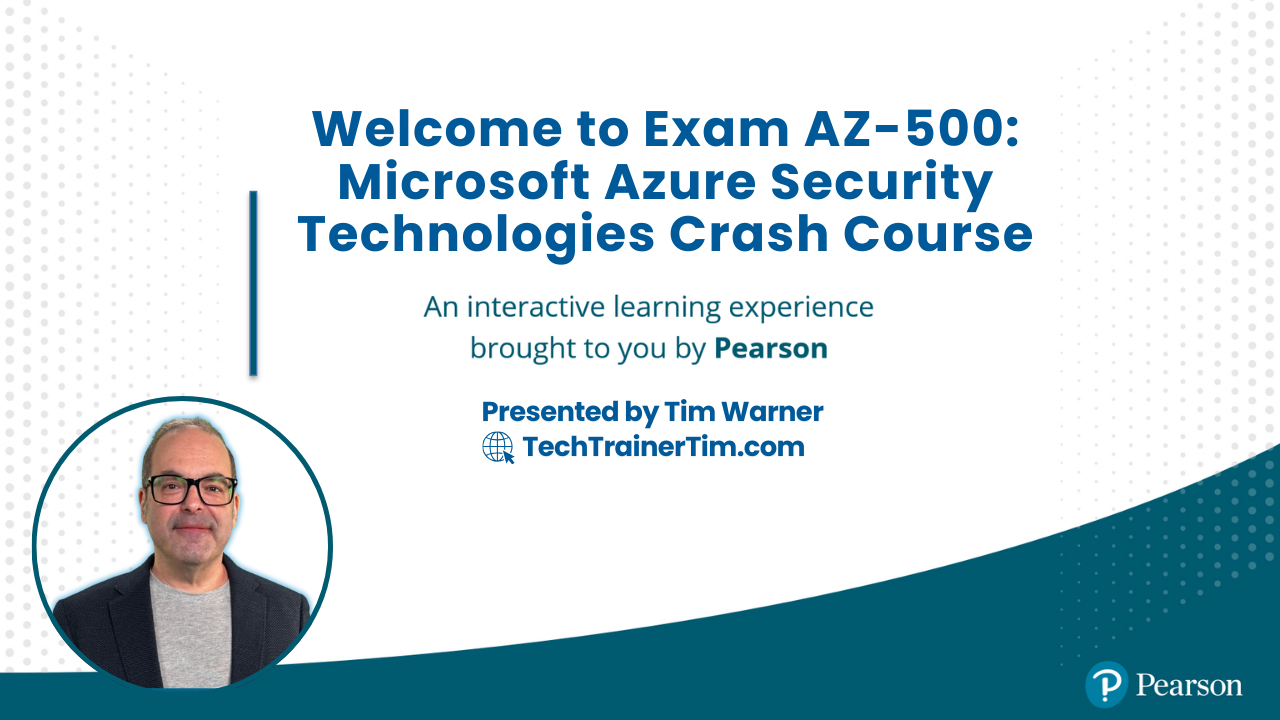 Welcome to Exam AZ-500:
Microsoft Azure Security
Technologies Crash Course
An interactive learning experience
brought to you by Pearson
Presented by Tim Warner
TechTrainerTim.com
Pearson